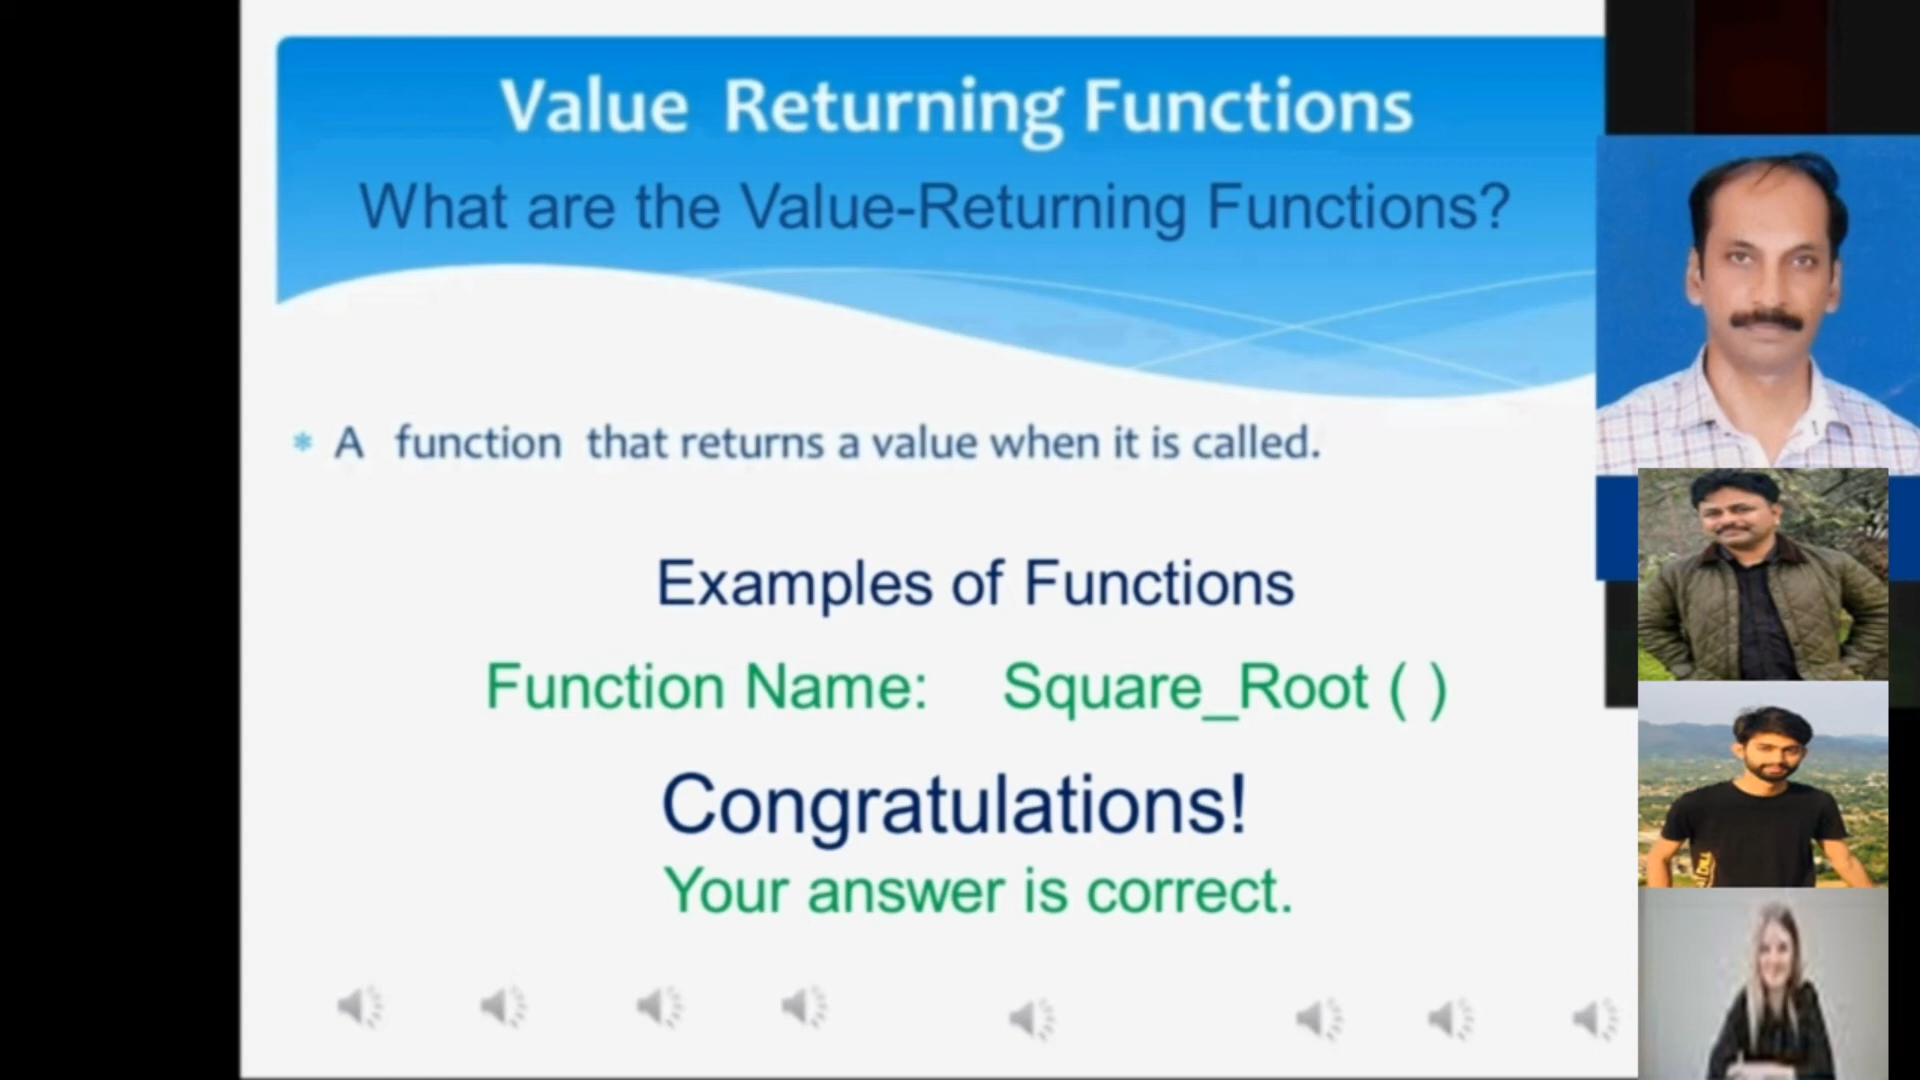 Value Returning Functions
What are the Value-Returning Functions?
* A function that returns a value when it is called.
Examples of Functions
Function Name: Square_Root ( )
Congratulations!
Your answer is correct.